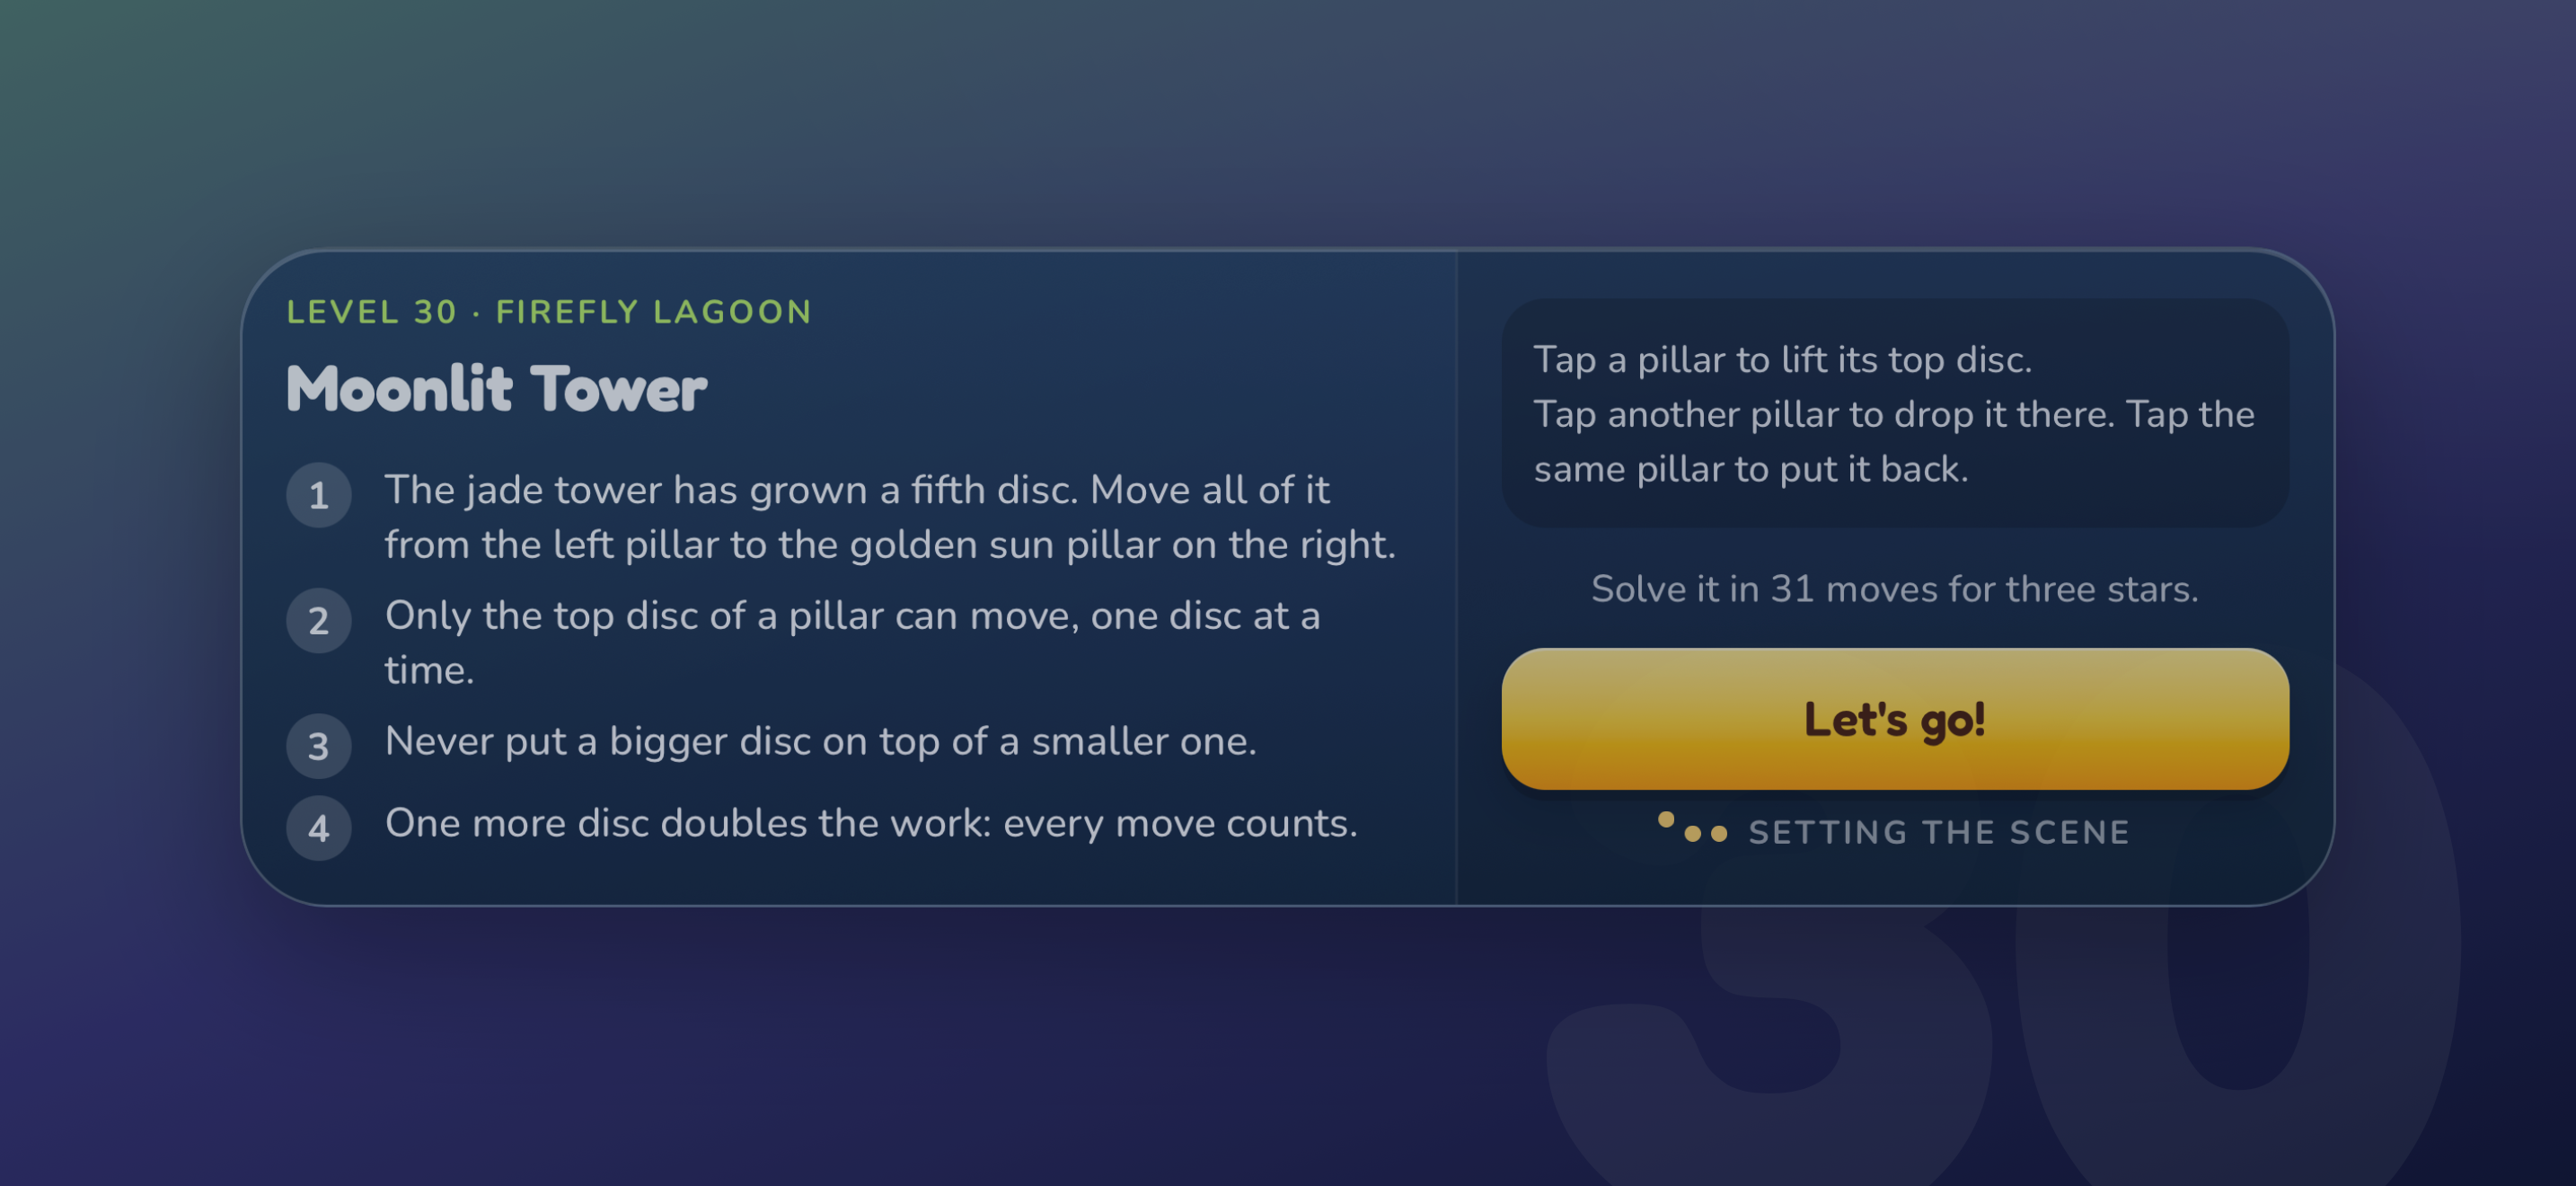 LEVEL 30 · FIREFLY LAGOON
Moonlit Tower
1 The jade tower has grown a fifth disc. Move all of it
from the left pillar to the golden sun pillar on the right.
2 Only the top disc of a pillar can move, one disc at a
time.
3 Never put a bigger disc on top of a smaller one.
4 One more disc doubles the work: every move counts.
Tap a pillar to lift its top disc.
Tap another pillar to drop it there. Tap the
same pillar to put it back.
Solve it in 31 moves for three stars.
Let's go!
SETTING THE SCENE
30